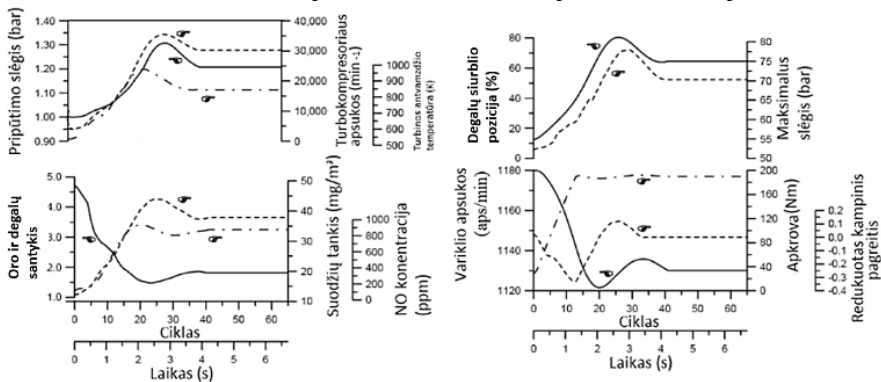 Pripūtimo slėgis (bar)
1.40
1.30
1.20
1.10
1.00
0.90
40,000
30,000
20,000
10,000
0
Turbokompresoriaus
apsukos (min⁻¹)
1000
900
800
700
600
500
Turbinos antvamzdžio
temperatūra (K)
Degalų siurblio
pozicija (%)
100
80
60
40
20
0
80
75
70
65
60
55
50
Maksimalus
slėgis (bar)
Oro ir degalų
santykis
5.0
4.0
3.0
2.0
1.0
50
40
30
20
10
Suodžių tankis (mg/m³)
1000
800
600
400
200
0
NO konentracija
(ppm)
0 10 20 30 40 50 60
Ciklas
0 1 2 3 4 5 6
Laikas (s)
Variklio apsukos
(aps/min)
1180
1160
1140
1130
1120
200
160
120
80
40
0
Apkrova(Nm)
0.2
0.1
0.0
-0.1
-0.2
-0.3
-0.4
Redukuotas kampinis
pagreitis
0 10 20 30 40 50 60
Ciklas
0 1 2 3 4 5 6
Laikas (s)